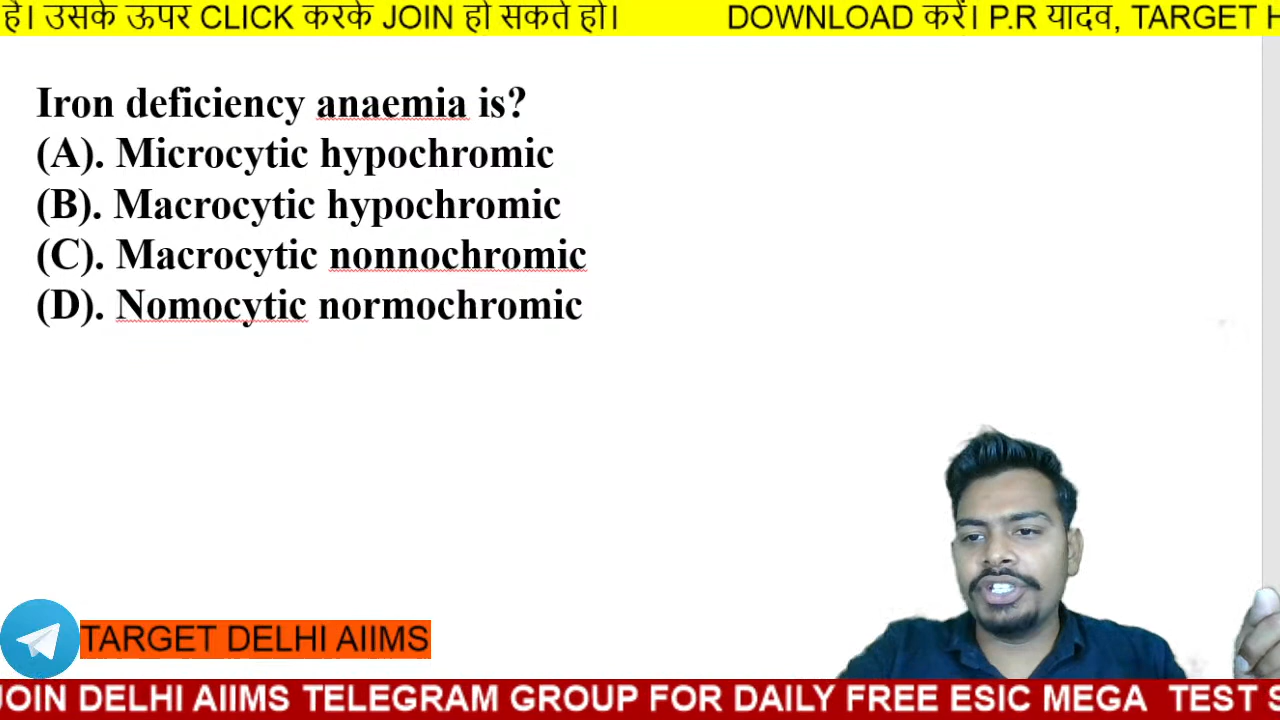 है। उसके ऊपर CLICK करके JOIN हो सकते हो। DOWNLOAD करें। P.R यादव, TARGET H
Iron deficiency anaemia is?
(A). Microcytic hypochromic
(B). Macrocytic hypochromic
(C). Macrocytic nonnochromic
(D). Nomocytic normochromic
TARGET DELHI AIIMS
JOIN DELHI AIIMS TELEGRAM GROUP FOR DAILY FREE ESIC MEGA TEST S